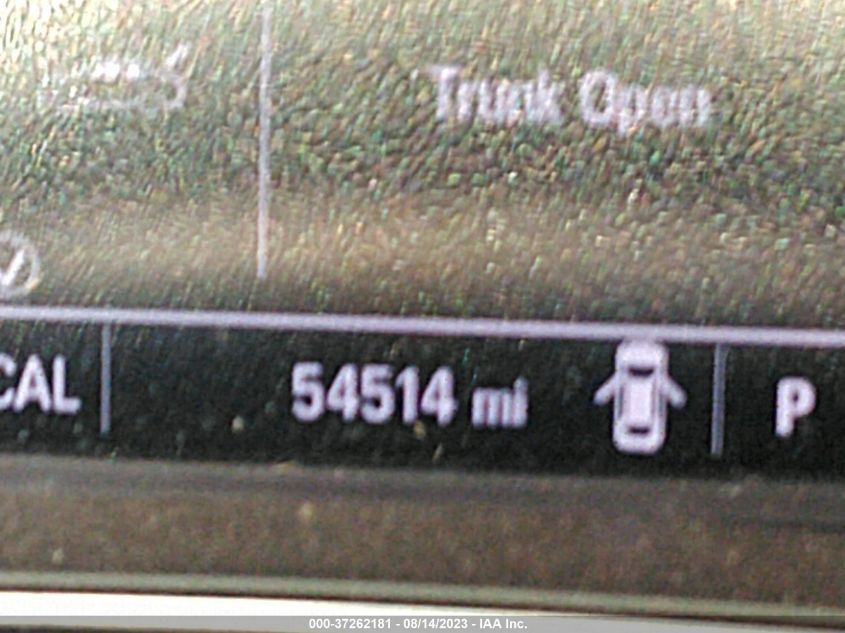 Trunk Open
CAL 54514 mi P
000-37262181 - 08/14/2023 - IAA Inc.